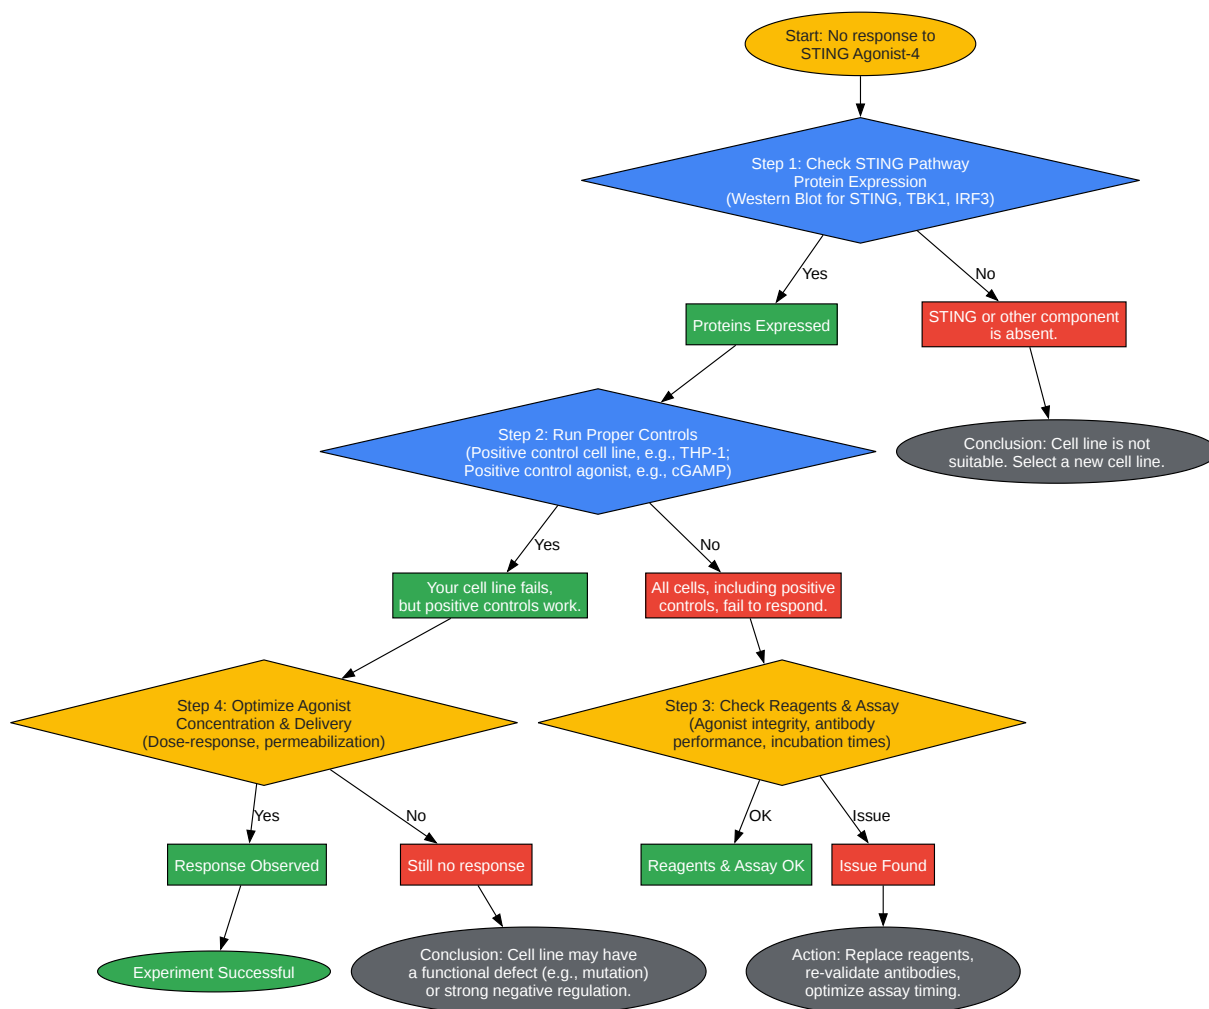 Start: No response to
STING Agonist-4
Step 1: Check STING Pathway
Protein Expression
(Western Blot for STING, TBK1, IRF3)
Yes
No
Proteins Expressed
STING or other component
is absent.
Step 2: Run Proper Controls
(Positive control cell line, e.g., THP-1;
Positive control agonist, e.g., cGAMP)
Conclusion: Cell line is not
suitable. Select a new cell line.
Yes
No
Your cell line fails,
but positive controls work.
All cells, including positive
controls, fail to respond.
Step 4: Optimize Agonist
Concentration & Delivery
(Dose-response, permeabilization)
Step 3: Check Reagents & Assay
(Agonist integrity, antibody
performance, incubation times)
Yes
No
OK
Issue
Response Observed
Still no response
Reagents & Assay OK
Issue Found
Experiment Successful
Conclusion: Cell line may have
a functional defect (e.g., mutation)
or strong negative regulation.
Action: Replace reagents,
re-validate antibodies,
optimize assay timing.